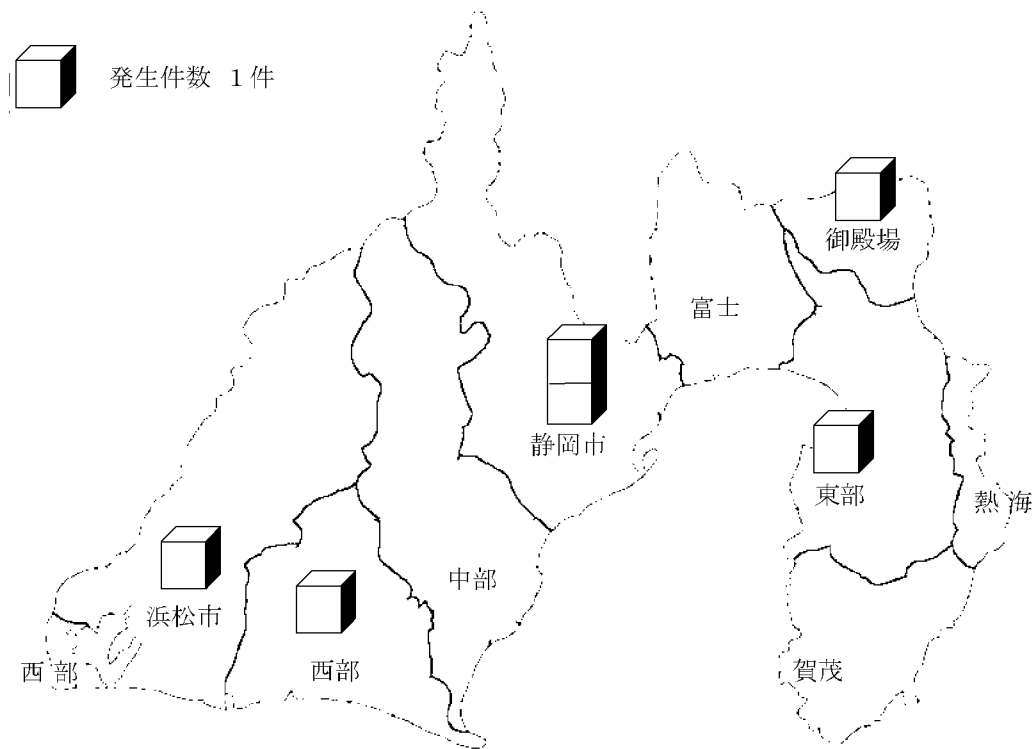 発生件数 1件
御殿場
富士
静岡市
東部
熱海
中部
浜松市
西部
西部
賀茂